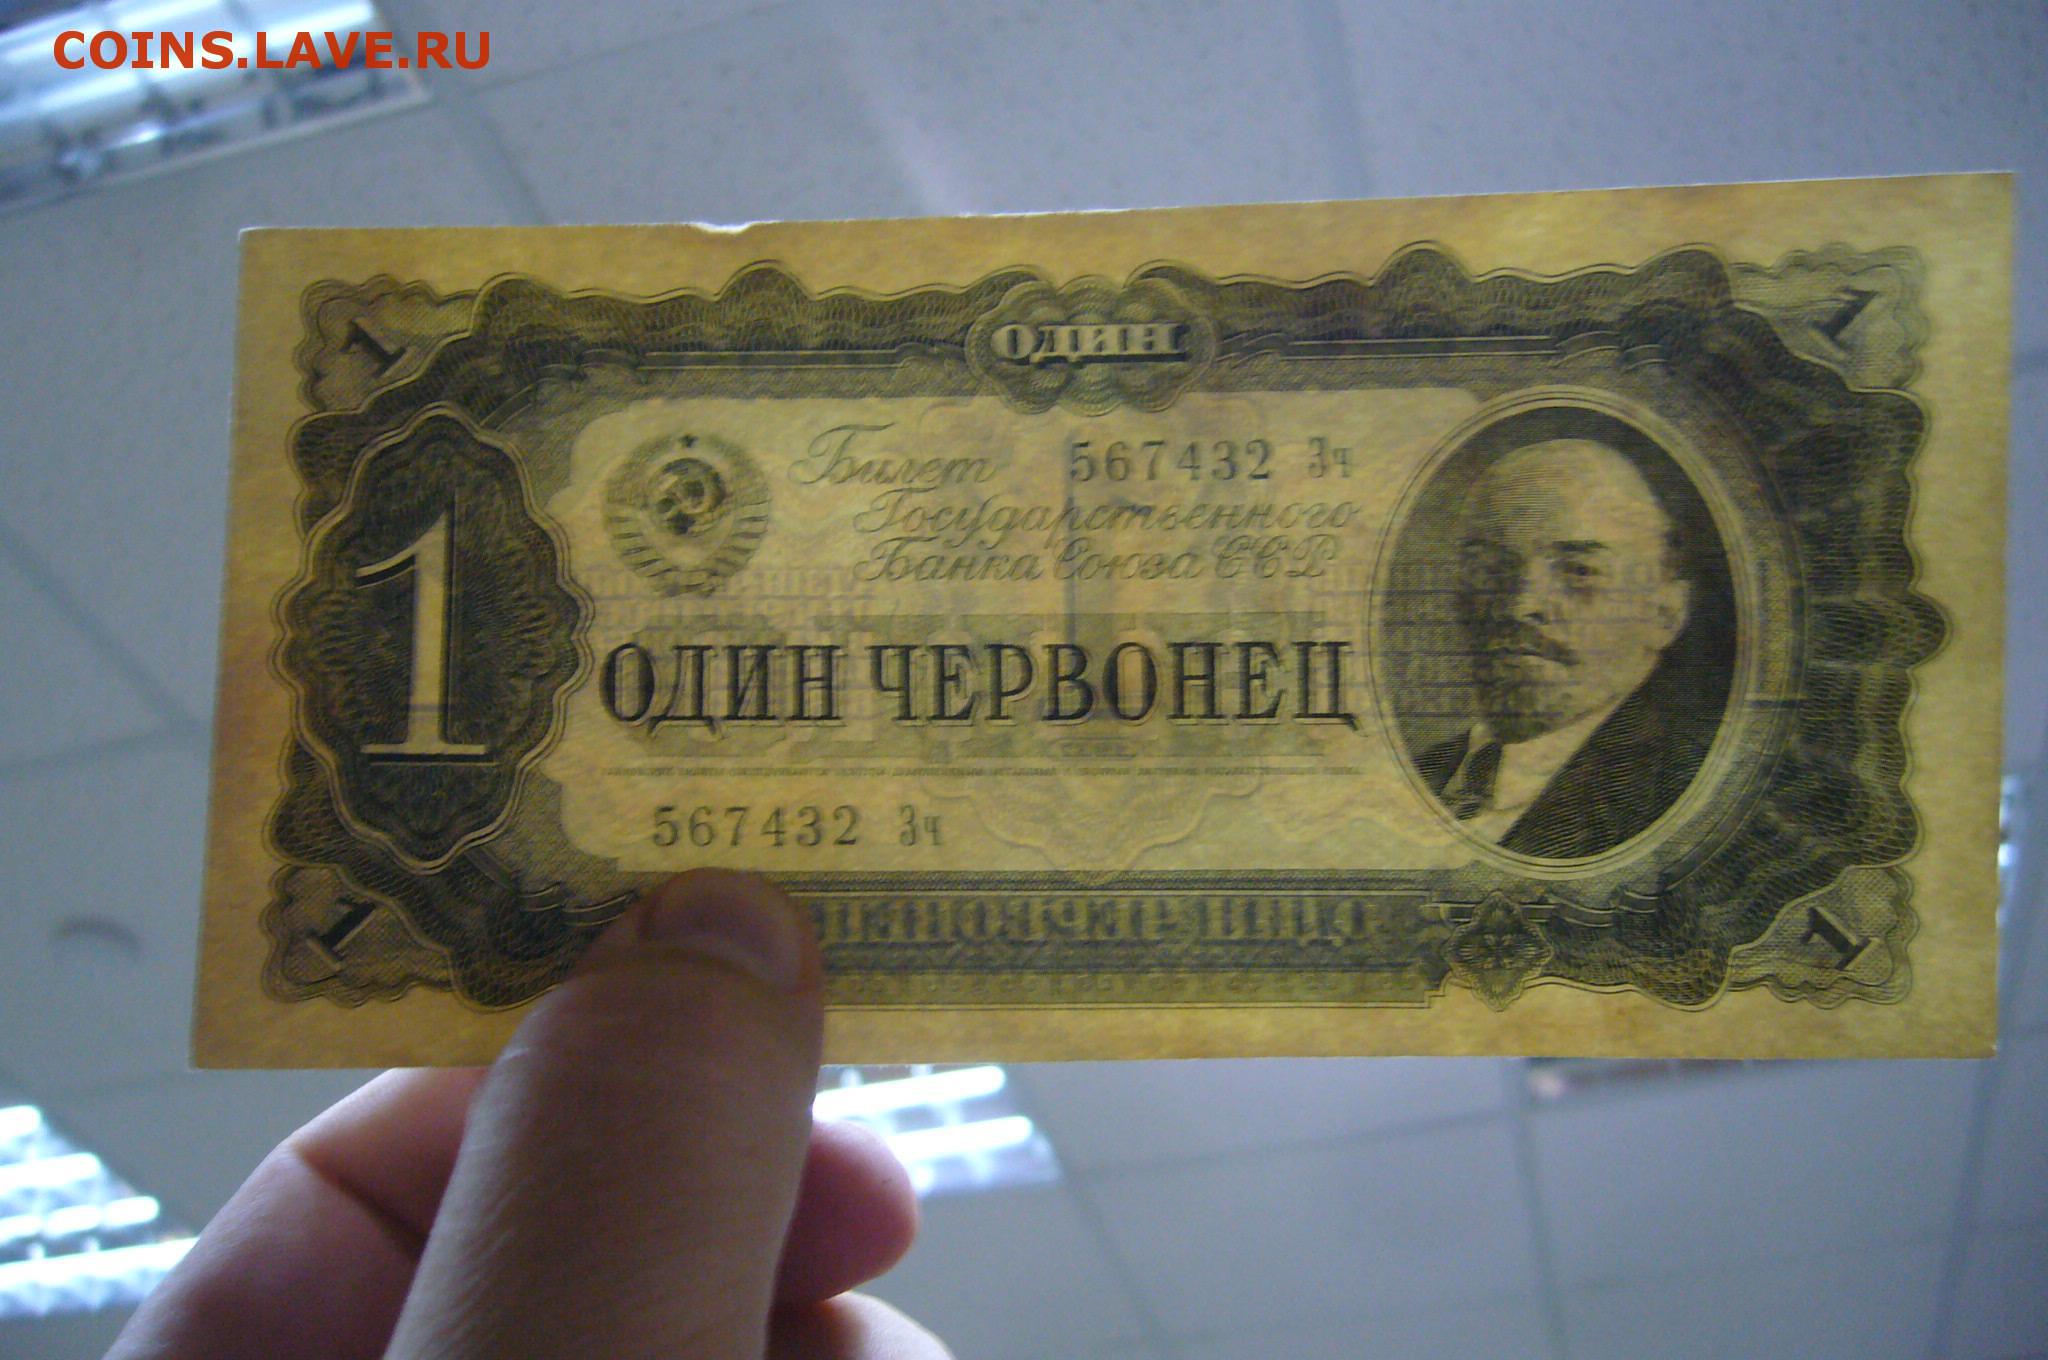 COINS.LAVE.RU
1
1
ОДИН
Билет 567432 Зч
Государственного
Банка Союза ССР
1
ОДИН ЧЕРВОНЕЦ
567432 Зч
1
1